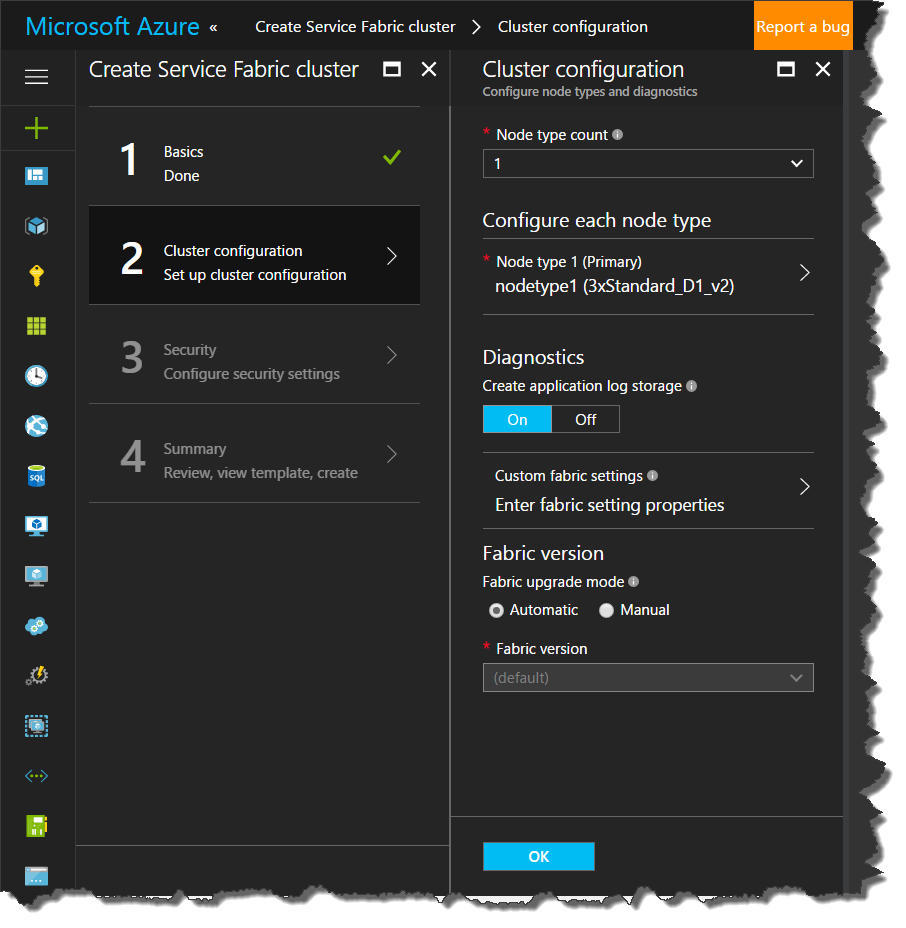 Microsoft Azure « Create Service Fabric cluster > Cluster configuration Report a bug
Create Service Fabric cluster
1 Basics
Done
2 Cluster configuration
Set up cluster configuration
3 Security
Configure security settings
4 Summary
Review, view template, create
Cluster configuration
Configure node types and diagnostics
* Node type count
1
Configure each node type
* Node type 1 (Primary)
nodetype1 (3xStandard_D1_v2)
Diagnostics
Create application log storage
On Off
Custom fabric settings
Enter fabric setting properties
Fabric version
Fabric upgrade mode
Automatic Manual
* Fabric version
(default)
OK
SQL